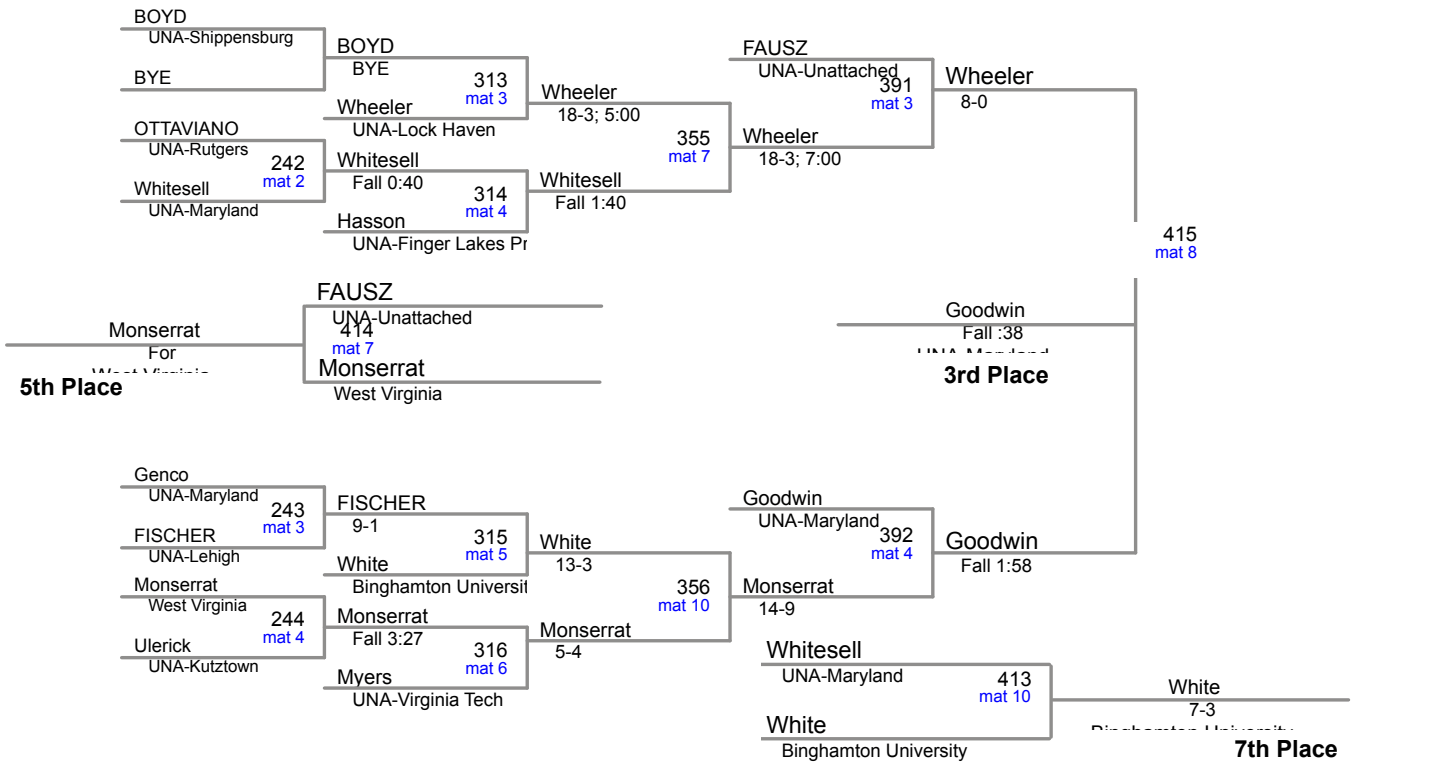 BOYD
UNA-Shippensburg
BYE
BOYD
BYE
313
mat 3
Wheeler
UNA-Lock Haven
Wheeler
18-3; 5:00
OTTAVIANO
UNA-Rutgers
242
mat 2
Whitesell
UNA-Maryland
Whitesell
Fall 0:40
314
mat 4
Hasson
UNA-Finger Lakes Pr
Whitesell
Fall 1:40
355
mat 7
FAUSZ
UNA-Unattached
391
mat 3
Wheeler
18-3; 7:00
Wheeler
8-0
415
mat 8
FAUSZ
UNA-Unattached
414
mat 7
Monserrat
West Virginia
Monserrat
For
West Virginia
5th Place
Goodwin
Fall :38
UNA-Maryland
3rd Place
Genco
UNA-Maryland
243
mat 3
FISCHER
UNA-Lehigh
FISCHER
9-1
315
mat 5
White
Binghamton Universit
White
13-3
Monserrat
West Virginia
244
mat 4
Ulerick
UNA-Kutztown
Monserrat
Fall 3:27
316
mat 6
Myers
UNA-Virginia Tech
Monserrat
5-4
356
mat 10
Goodwin
UNA-Maryland
392
mat 4
Monserrat
14-9
Goodwin
Fall 1:58
Whitesell
UNA-Maryland
413
mat 10
White
Binghamton University
White
7-3
Binghamton University
7th Place